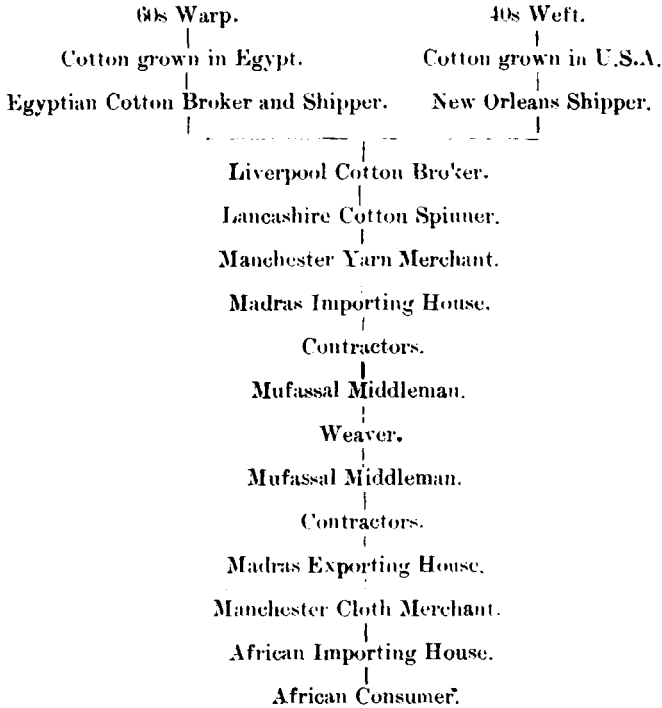 60s Warp. 40s Weft.
Cotton grown in Egypt. Cotton grown in U.S.A.
Egyptian Cotton Broker and Shipper. New Orleans Shipper.
Liverpool Cotton Broker.
Lancashire Cotton Spinner.
Manchester Yarn Merchant.
Madras Importing House.
Contractors.
Mufassal Middleman.
Weaver.
Mufassal Middleman.
Contractors.
Madras Exporting House.
Manchester Cloth Merchant.
African Importing House.
African Consumer.